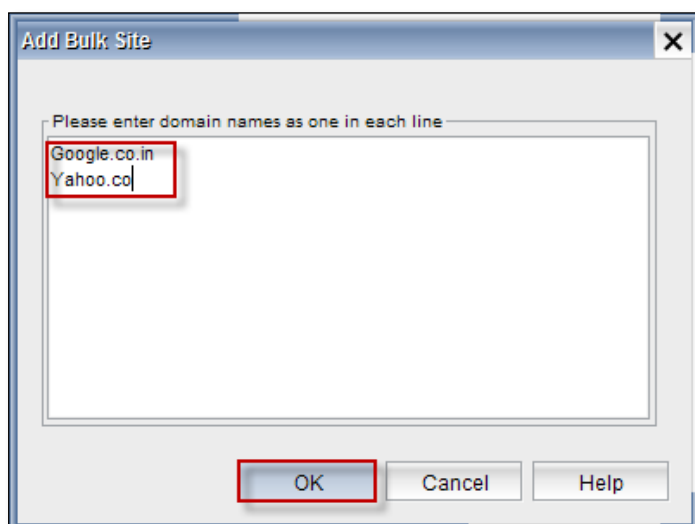 Add Bulk Site
Please enter domain names as one in each line
Google.co.in
Yahoo.co
OK Cancel Help